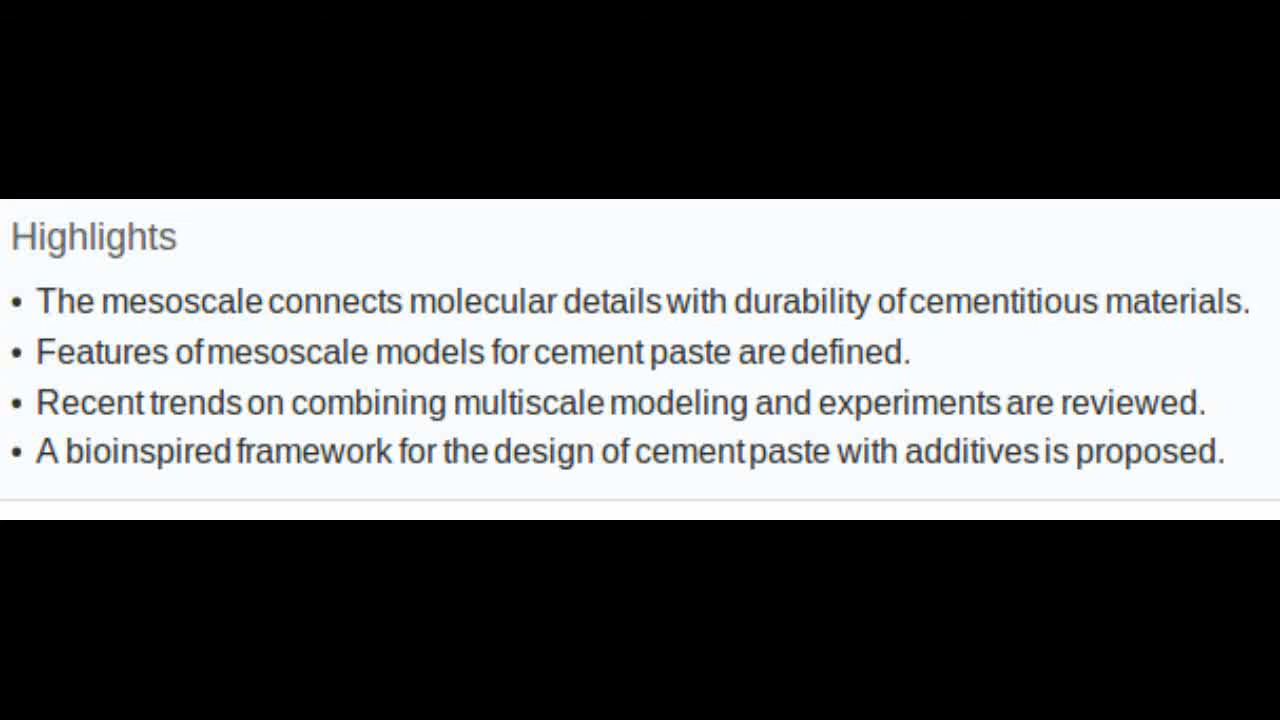 Highlights
• The mesoscale connects molecular details with durability of cementitious materials.
• Features of mesoscale models for cement paste are defined.
• Recent trends on combining multiscale modeling and experiments are reviewed.
• A bioinspired framework for the design of cement paste with additives is proposed.